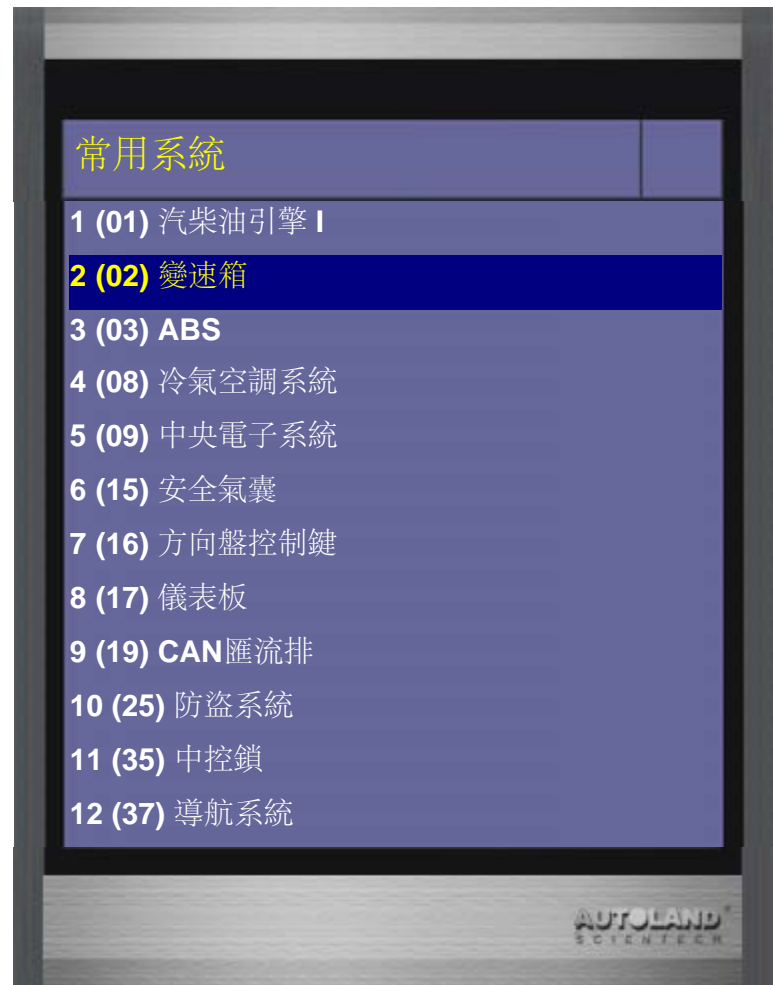 常用系統
1 (01) 汽柴油引擎 I
2 (02) 變速箱
3 (03) ABS
4 (08) 冷氣空調系統
5 (09) 中央電子系統
6 (15) 安全氣囊
7 (16) 方向盤控制鍵
8 (17) 儀表板
9 (19) CAN匯流排
10 (25) 防盜系統
11 (35) 中控鎖
12 (37) 導航系統
AUTOLAND
SCIENTECH